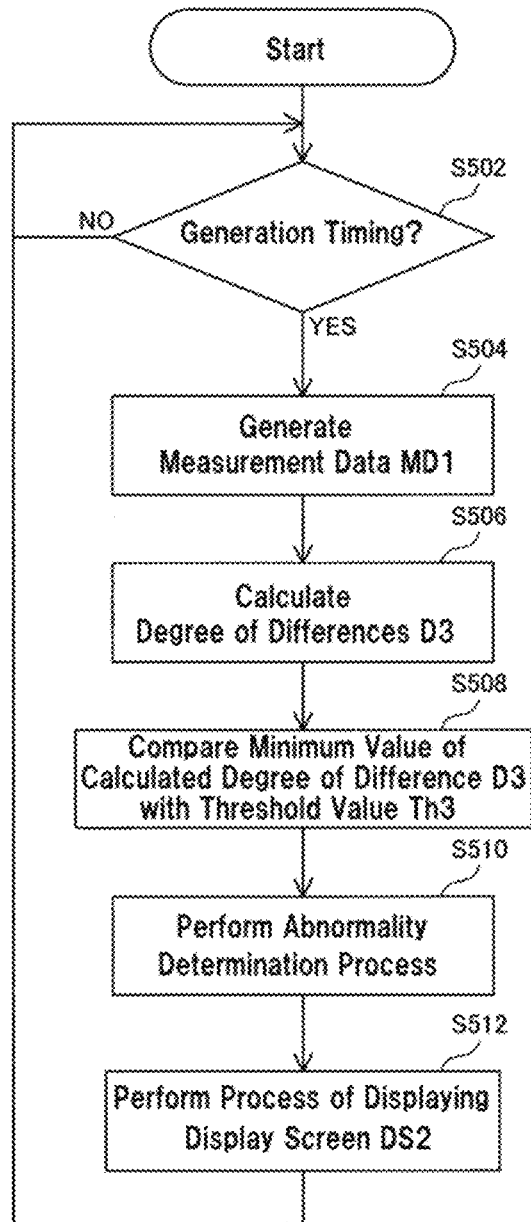 Start
S502
NO
Generation Timing?
YES
S504
Generate
Measurement Data MD1
S506
Calculate
Degree of Differences D3
S508
Compare Minimum Value of
Calculated Degree of Difference D3
with Threshold Value Th3
S510
Perform Abnormality
Determination Process
S512
Perform Process of Displaying
Display Screen DS2